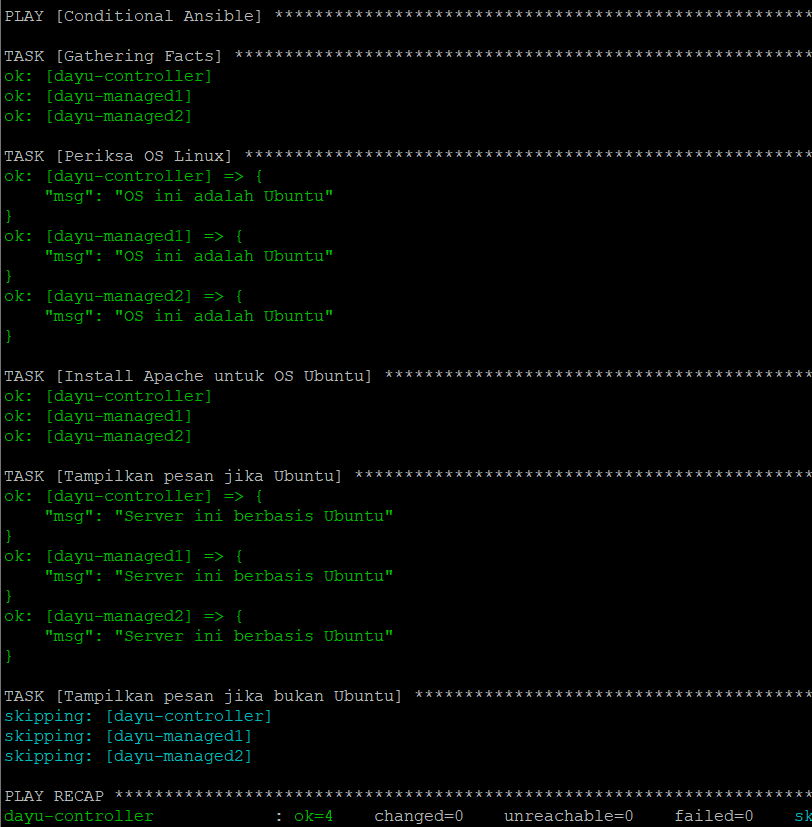 PLAY [Conditional Ansible] ******************************************************
TASK [Gathering Facts] **********************************************************
ok: [dayu-controller]
ok: [dayu-managed1]
ok: [dayu-managed2]
TASK [Periksa OS Linux] *********************************************************
ok: [dayu-controller] => {
    "msg": "OS ini adalah Ubuntu"
}
ok: [dayu-managed1] => {
    "msg": "OS ini adalah Ubuntu"
}
ok: [dayu-managed2] => {
    "msg": "OS ini adalah Ubuntu"
}
TASK [Install Apache untuk OS Ubuntu] *******************************************
ok: [dayu-controller]
ok: [dayu-managed1]
ok: [dayu-managed2]
TASK [Tampilkan pesan jika Ubuntu] **********************************************
ok: [dayu-controller] => {
    "msg": "Server ini berbasis Ubuntu"
}
ok: [dayu-managed1] => {
    "msg": "Server ini berbasis Ubuntu"
}
ok: [dayu-managed2] => {
    "msg": "Server ini berbasis Ubuntu"
}
TASK [Tampilkan pesan jika bukan Ubuntu] ****************************************
skipping: [dayu-controller]
skipping: [dayu-managed1]
skipping: [dayu-managed2]
PLAY RECAP **********************************************************************
dayu-controller            : ok=4    changed=0    unreachable=0    failed=0    sk